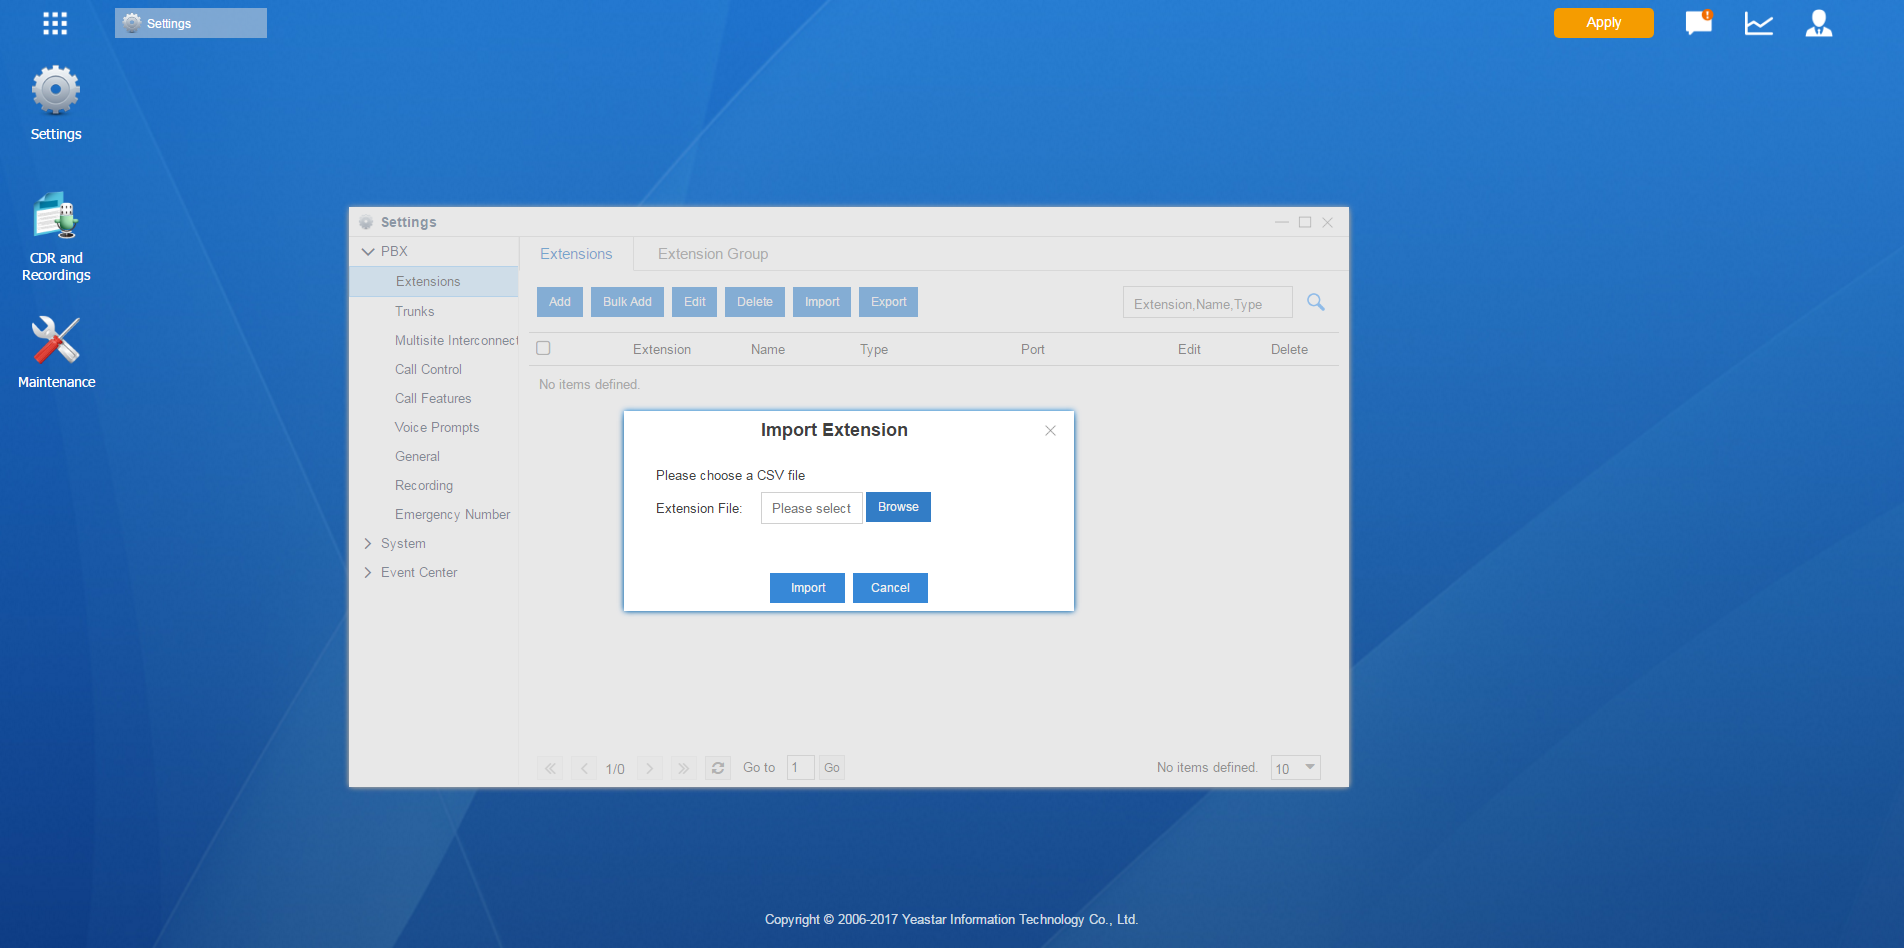 Settings
Apply
Settings
CDR and
Recordings
Maintenance
Settings
PBX
Extensions
Trunks
Multisite Interconnect
Call Control
Call Features
Voice Prompts
General
Recording
Emergency Number
System
Event Center
Extensions Extension Group
Add Bulk Add Edit Delete Import Export Extension,Name,Type
Extension Name Type Port Edit Delete
No items defined.
Import Extension
Please choose a CSV file
Extension File: Please select Browse
Import Cancel
1/0 Go to 1 Go No items defined. 10
Copyright © 2006-2017 Yeastar Information Technology Co., Ltd.